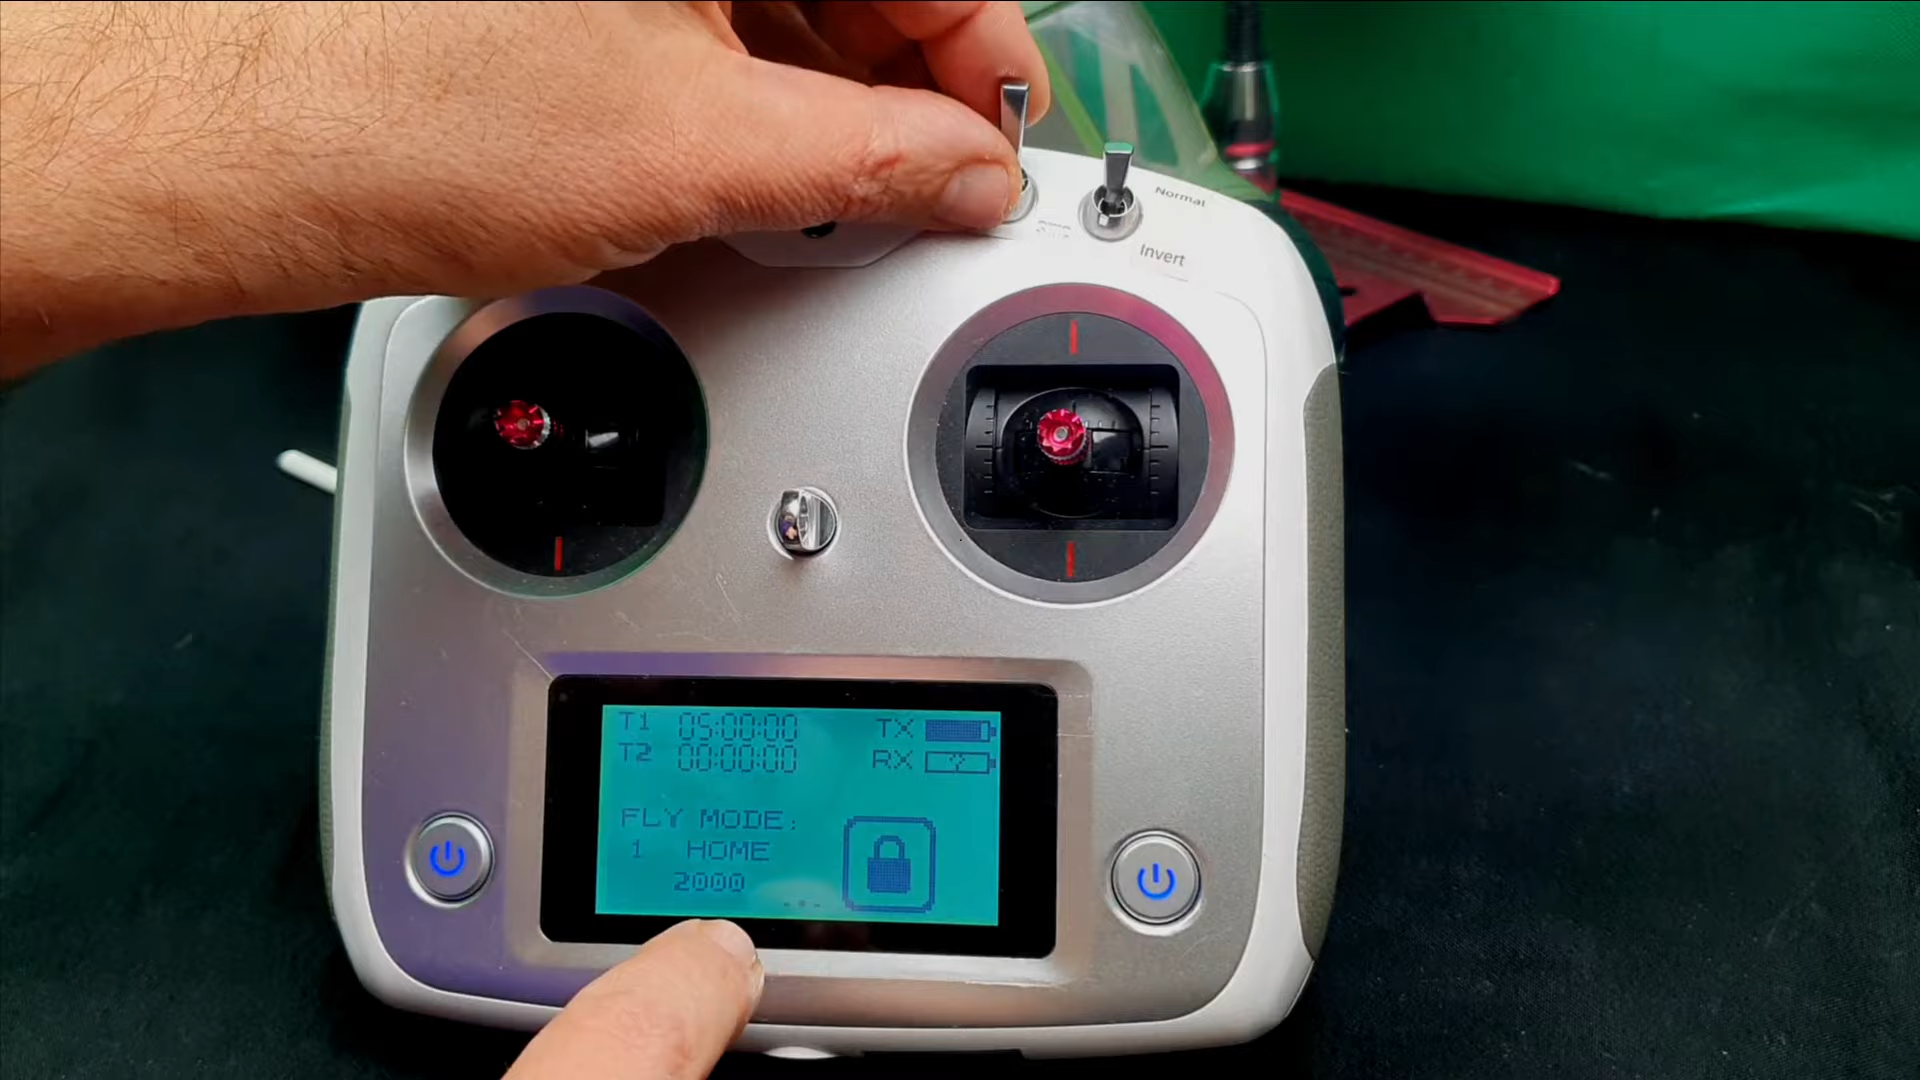 Normal
Invert
T1 05:00:00 TX
T2 00:00:00 RX ?
FLY MODE:
1 HOME
2000